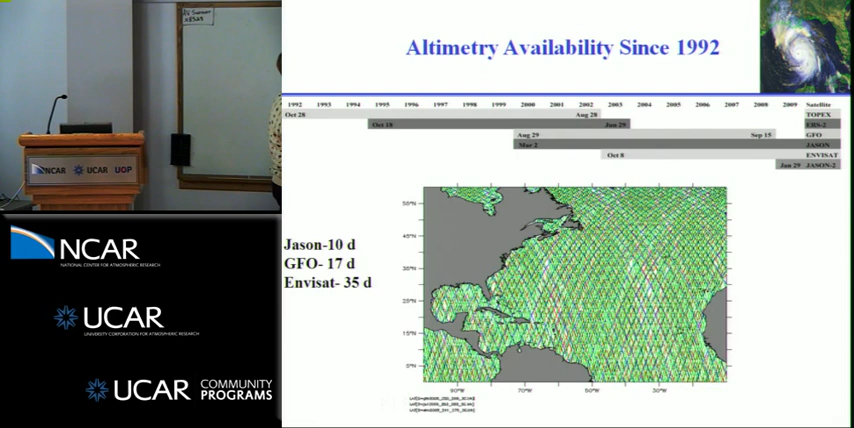 Altimetry Availability Since 1992
1992 1993 1994 1995 1996 1997 1998 1999 2000 2001 2002 2003 2004 2005 2006 2007 2008 2009 Satellite
Oct 28 Aug 28 TOPEX
Oct 18 Jun 29 ERS-2
Aug 29 Sep 15 GFO
Mar 2 JASON
Oct 8 ENVISAT
Jan 29 JASON-2
Jason-10 d
GFO- 17 d
Envisat- 35 d
55°N
45°N
35°N
25°N
15°N
5°N
90°W 70°W 50°W 30°W
NCAR UCAR UOP
NCAR
NATIONAL CENTER FOR ATMOSPHERIC RESEARCH
UCAR
UNIVERSITY CORPORATION FOR ATMOSPHERIC RESEARCH
UCAR COMMUNITY PROGRAMS